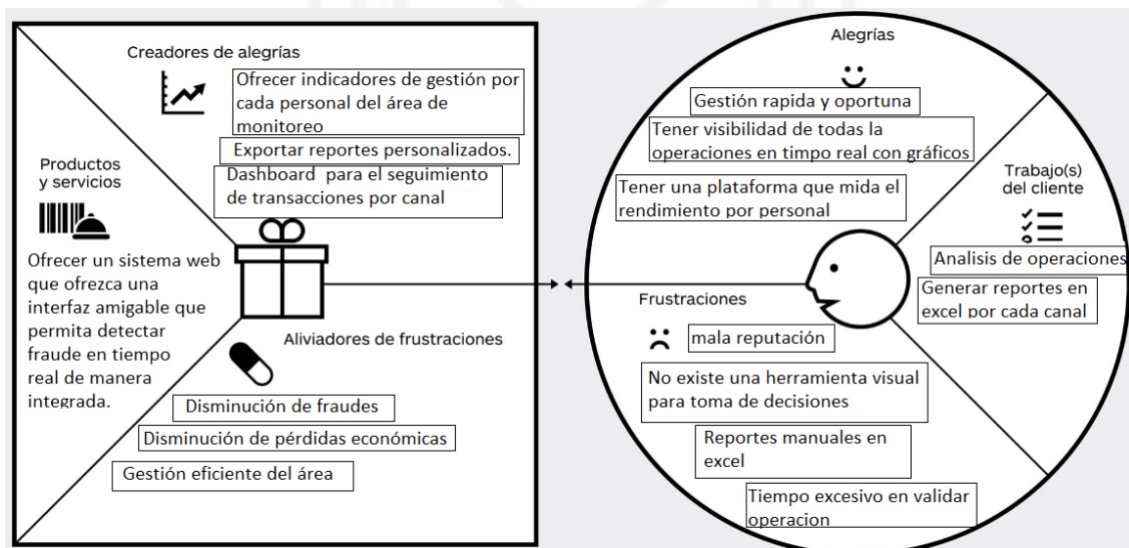 Creadores de alegrías
Ofrecer indicadores de gestión por
cada personal del área de
monitoreo
Exportar reportes personalizados.
Dashboard para el seguimiento
de transacciones por canal
Productos
y servicios
Ofrecer un sistema web
que ofrezca una
interfaz amigable que
permita detectar
fraude en tiempo
real de manera
integrada.
Aliviadores de frustraciones
Disminución de fraudes
Disminución de pérdidas económicas
Gestión eficiente del área
Alegrías
Gestión rapida y oportuna
Tener visibilidad de todas la
operaciones en timpo real con gráficos
Tener una plataforma que mida el
rendimiento por personal
Trabajo(s)
del cliente
Analisis de operaciones
Generar reportes en
excel por cada canal
Frustraciones
mala reputación
No existe una herramienta visual
para toma de decisiones
Reportes manuales en
excel
Tiempo excesivo en validar
operacion